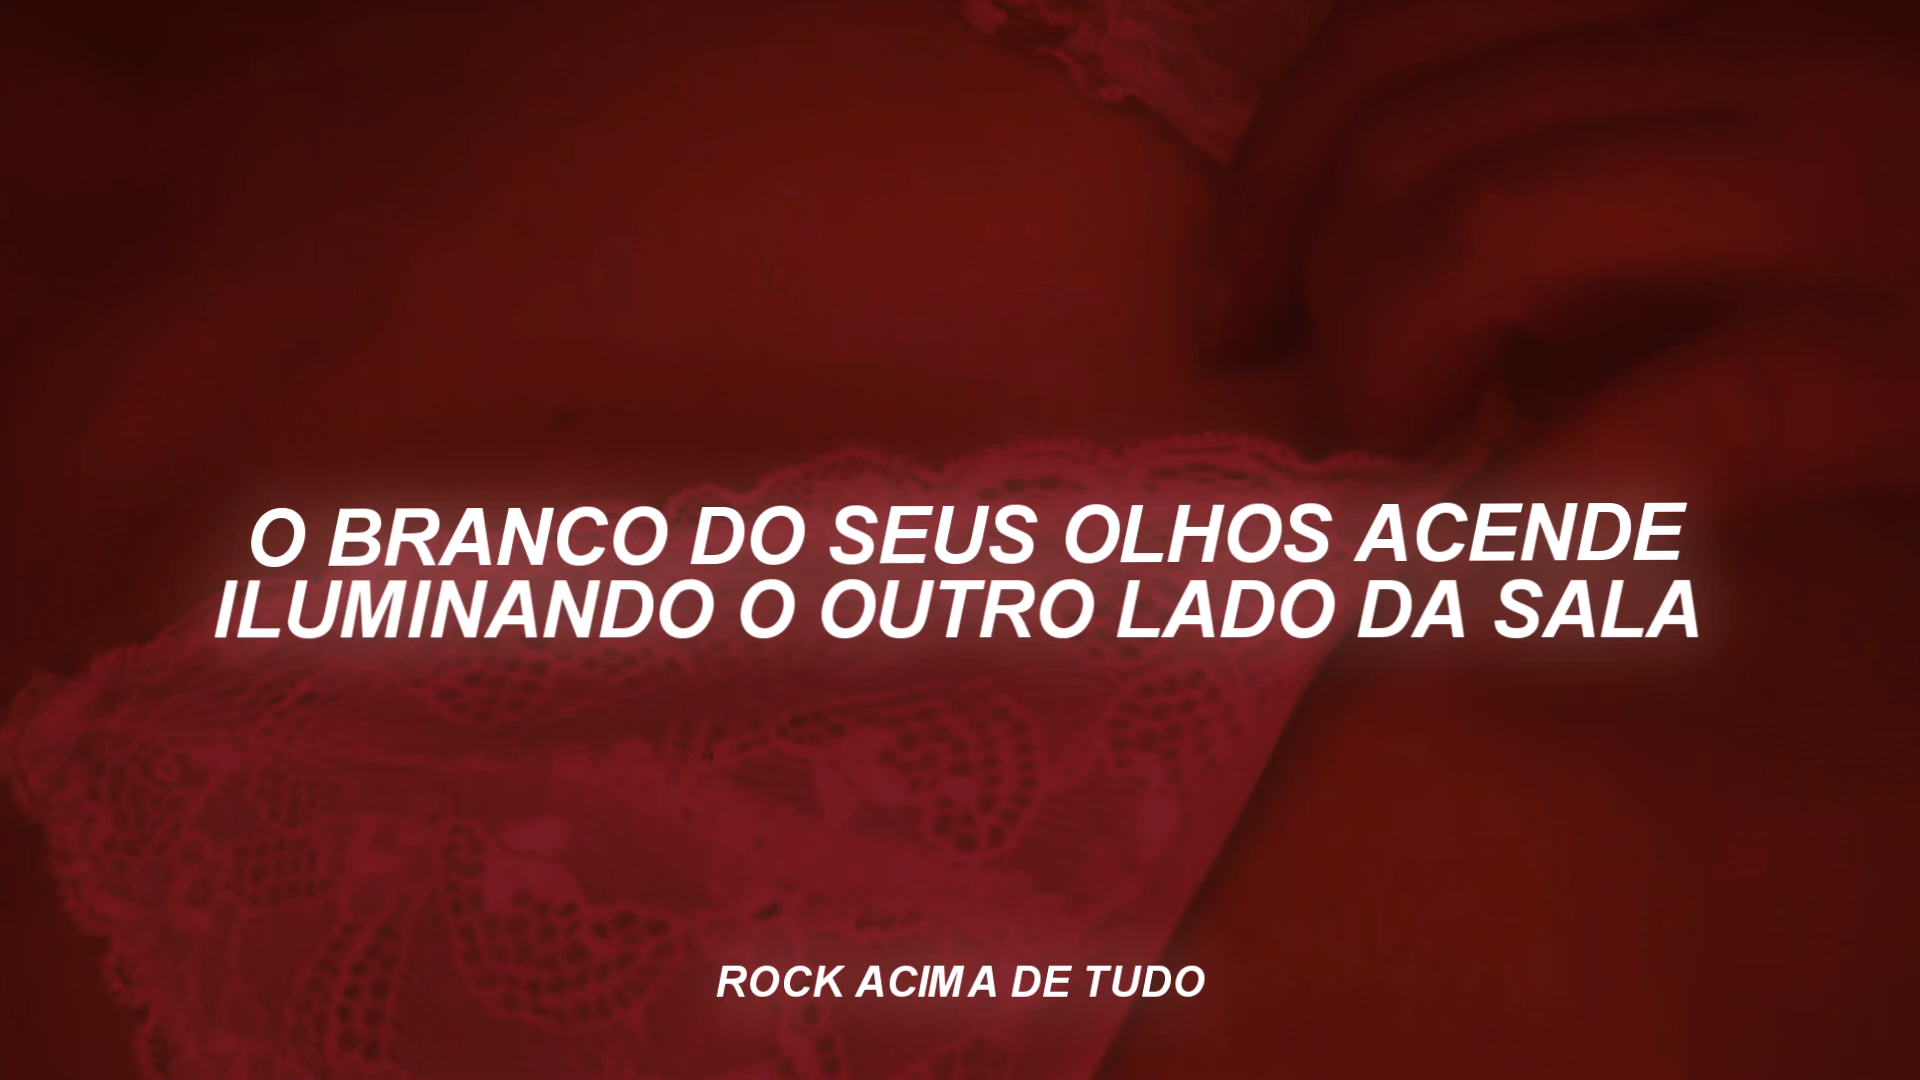 O BRANCO DO SEUS OLHOS ACENDE
ILUMINANDO O OUTRO LADO DA SALA
ROCK ACIMA DE TUDO